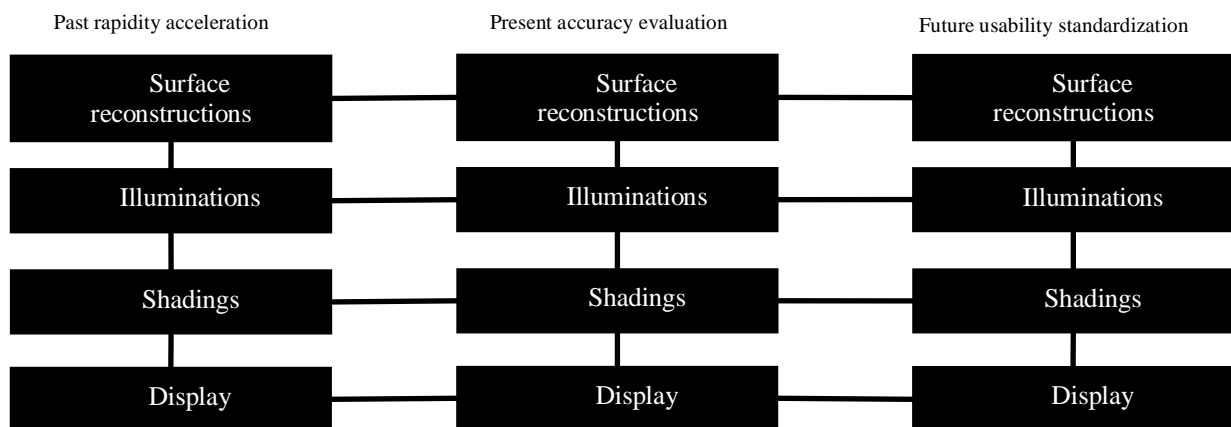 Past rapidity acceleration
Present accuracy evaluation
Future usability standardization
Surface
reconstructions
Surface
reconstructions
Surface
reconstructions
Illuminations
Illuminations
Illuminations
Shadings
Shadings
Shadings
Display
Display
Display